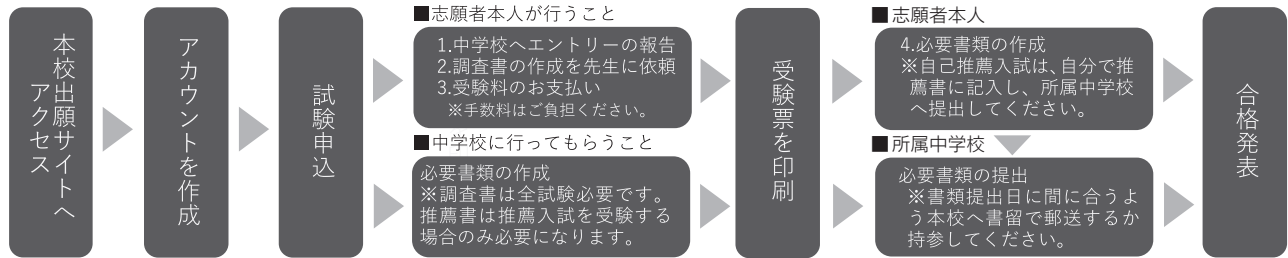 本校出願サイトへ
アクセス
アカウントを作成
試験申込
■志願者本人が行うこと
1.中学校へエントリーの報告
2.調査書の作成を先生に依頼
3.受験料のお支払い
※手数料はご負担ください。
■中学校に行ってもらうこと
必要書類の作成
※調査書は全試験必要です。
推薦書は推薦入試を受験する
場合のみ必要になります。
受験票を印刷
■志願者本人
4.必要書類の作成
※自己推薦入試は、自分で推
薦書に記入し、所属中学校
へ提出してください。
■所属中学校
必要書類の提出
※書類提出日に間に合うよ
う本校へ書留で郵送するか
持参してください。
合格発表